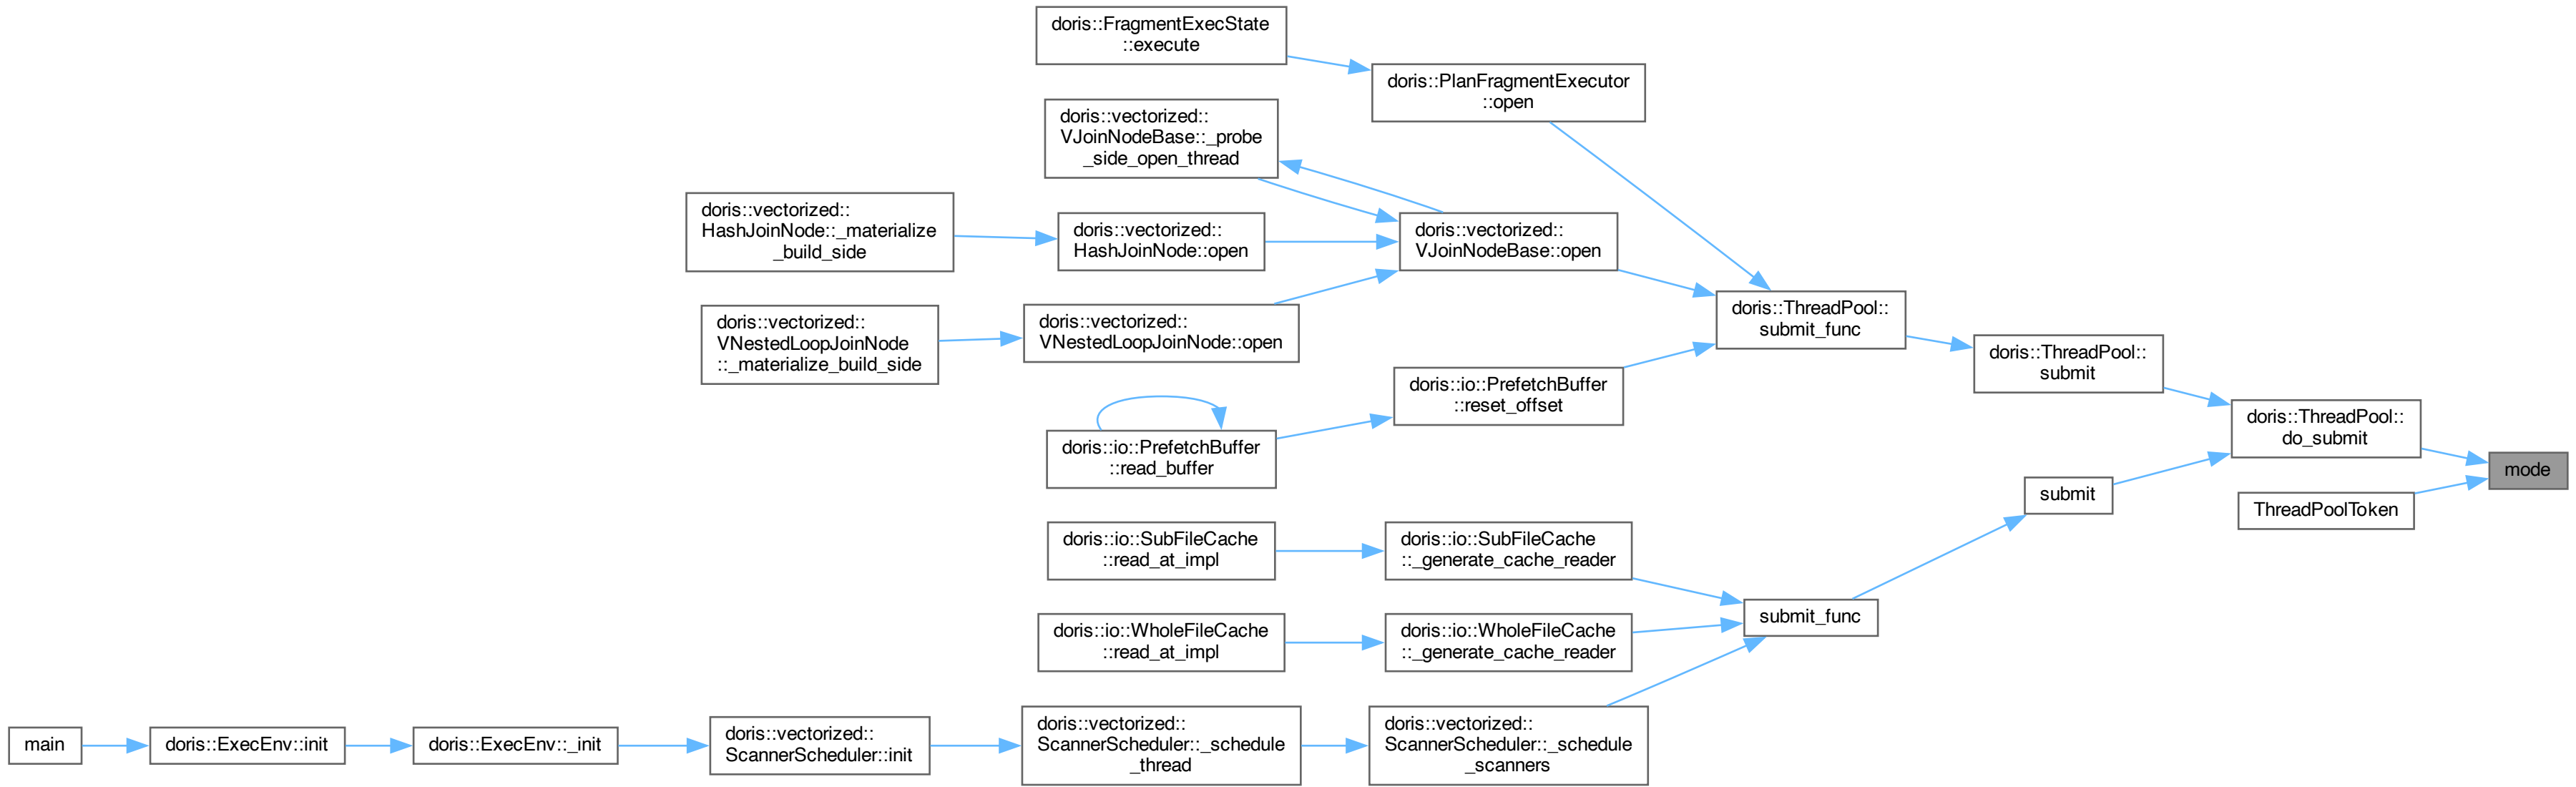 doris::FragmentExecState
::execute
doris::PlanFragmentExecutor
::open
doris::vectorized::
VJoinNodeBase::_probe
_side_open_thread
doris::vectorized::
HashJoinNode::_materialize
_build_side
doris::vectorized::
HashJoinNode::open
doris::vectorized::
VJoinNodeBase::open
doris::vectorized::
VNestedLoopJoinNode
::_materialize_build_side
doris::vectorized::
VNestedLoopJoinNode::open
doris::ThreadPool::
submit_func
doris::ThreadPool::
submit
doris::io::PrefetchBuffer
::reset_offset
doris::io::PrefetchBuffer
::read_buffer
doris::ThreadPool::
do_submit
mode
submit
ThreadPoolToken
doris::io::SubFileCache
::read_at_impl
doris::io::SubFileCache
::_generate_cache_reader
submit_func
doris::io::WholeFileCache
::read_at_impl
doris::io::WholeFileCache
::_generate_cache_reader
main
doris::ExecEnv::init
doris::ExecEnv::_init
doris::vectorized::
ScannerScheduler::init
doris::vectorized::
ScannerScheduler::_schedule
_thread
doris::vectorized::
ScannerScheduler::_schedule
_scanners